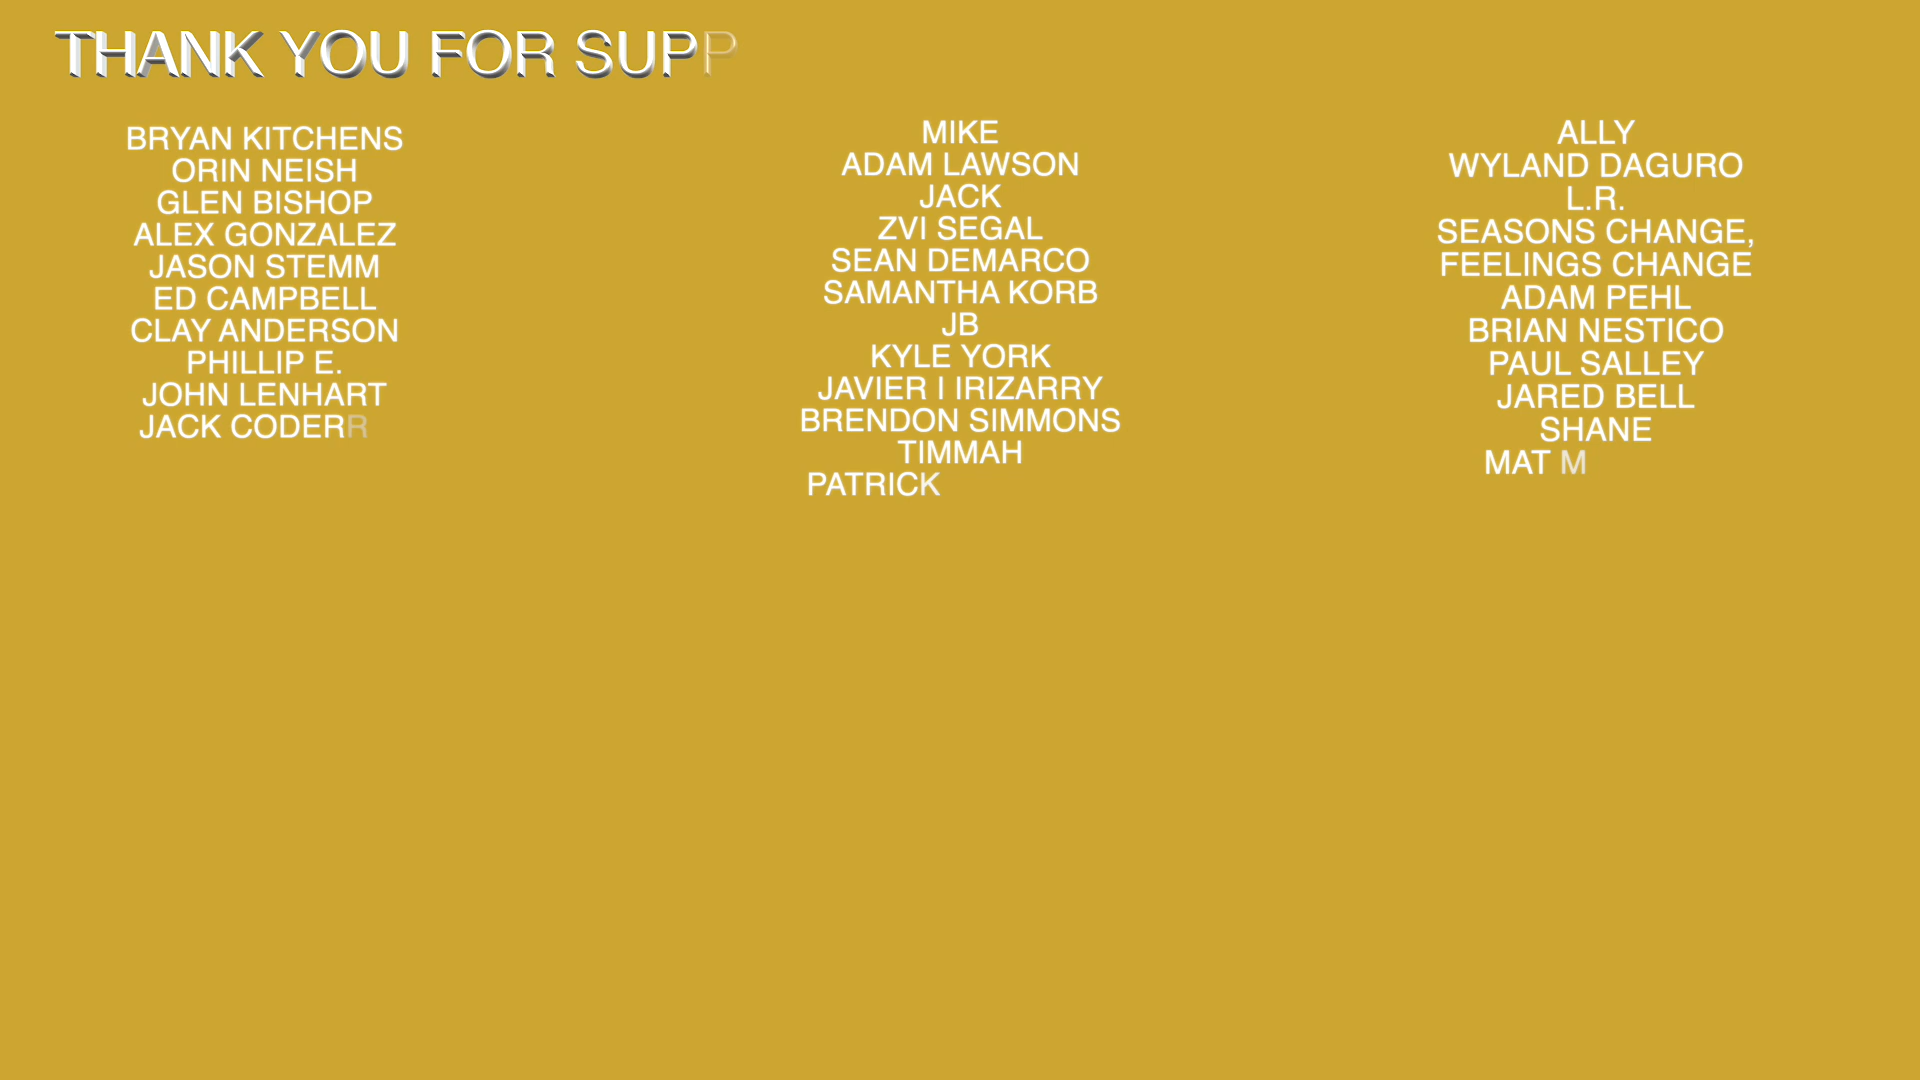 THANK YOU FOR SUPP
BRYAN KITCHENS
ORIN NEISH
GLEN BISHOP
ALEX GONZALEZ
JASON STEMM
ED CAMPBELL
CLAY ANDERSON
PHILLIP E.
JOHN LENHART
JACK CODERR
MIKE
ADAM LAWSON
JACK
ZVI SEGAL
SEAN DEMARCO
SAMANTHA KORB
JB
KYLE YORK
JAVIER I IRIZARRY
BRENDON SIMMONS
TIMMAH
PATRICK
ALLY
WYLAND DAGURO
L.R.
SEASONS CHANGE,
FEELINGS CHANGE
ADAM PEHL
BRIAN NESTICO
PAUL SALLEY
JARED BELL
SHANE
MAT M